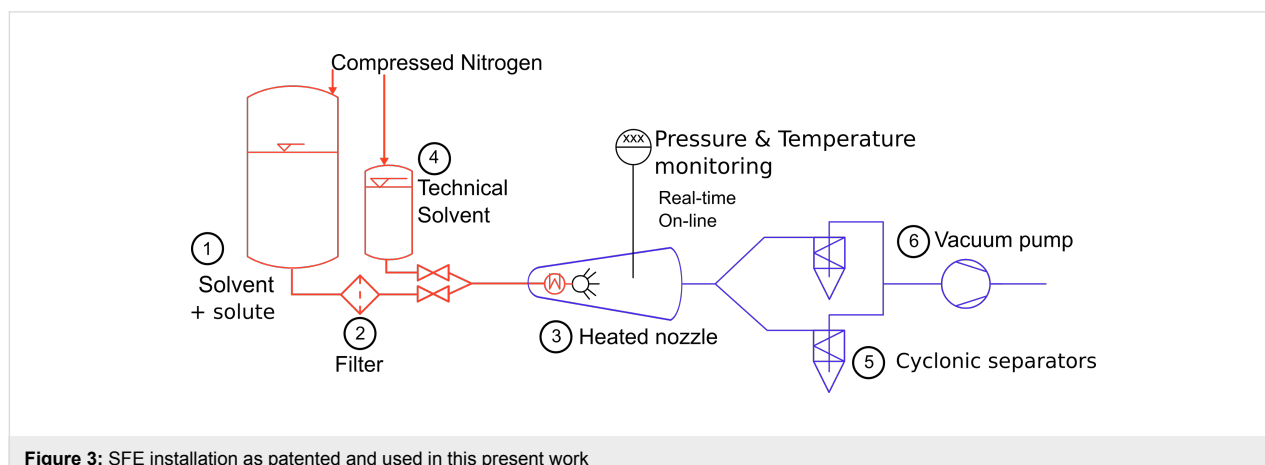 Compressed Nitrogen
xxx
Pressure & Temperature
monitoring
Real-time
On-line
4
Technical
Solvent
1
Solvent
+ solute
2
Filter
3 Heated nozzle
6 Vacuum pump
5 Cyclonic separators
Figure 3: SFE installation as patented and used in this present work